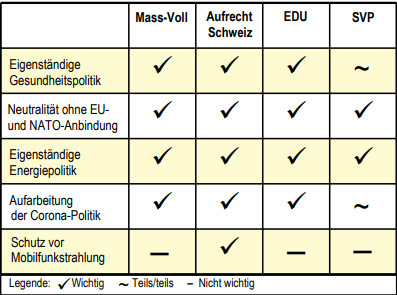 Mass-Voll Aufrecht Schweiz EDU SVP
Eigenständige
Gesundheitspolitik ✓ ✓ ✓ ~
Neutralität ohne EU-
und NATO-Anbindung ✓ ✓ ✓ ✓
Eigenständige
Energiepolitik ✓ ✓ ✓ ✓
Aufarbeitung
der Corona-Politik ✓ ✓ ✓ ~
Schutz vor
Mobilfunkstrahlung – ✓ – –
Legende: ✓ Wichtig ~ Teils/teils – Nicht wichtig